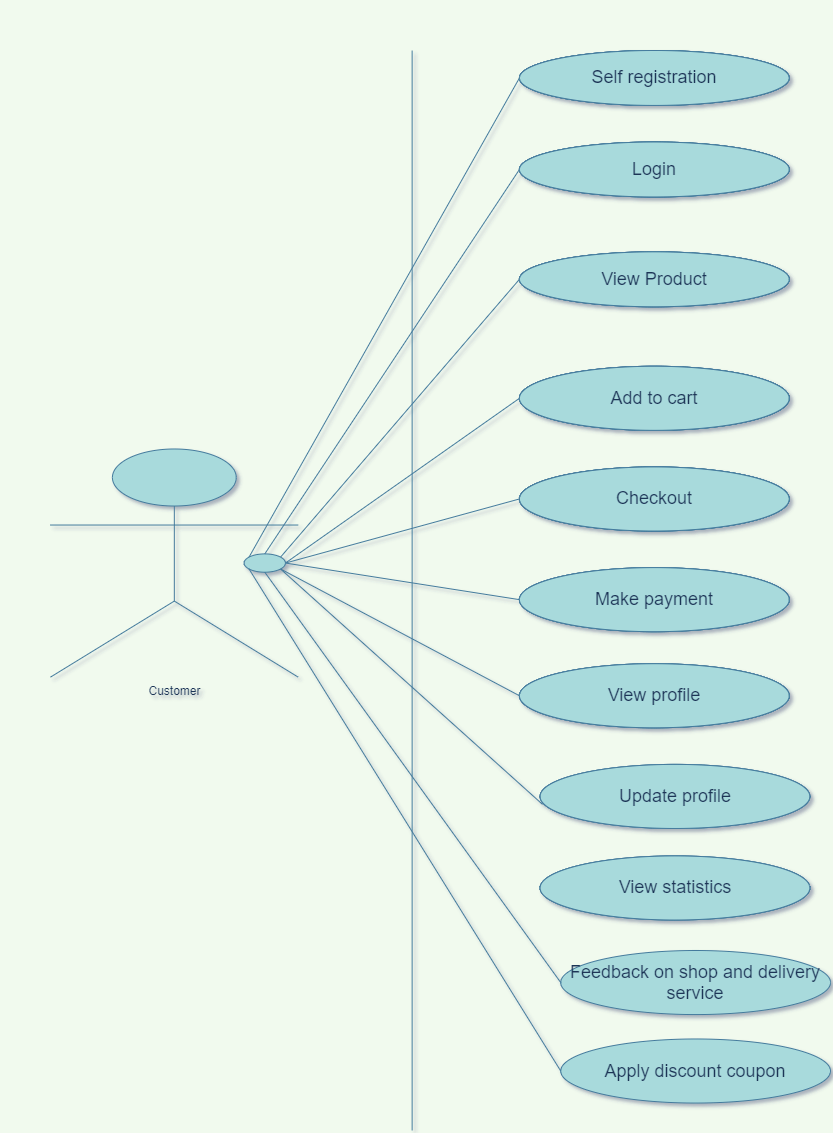 Self registration
Login
View Product
Add to cart
Checkout
Make payment
View profile
Customer
Update profile
View statistics
Feedback on shop and delivery
service
Apply discount coupon